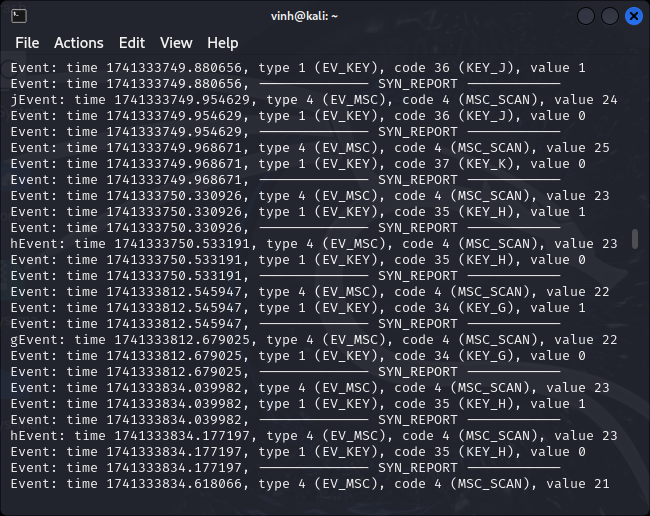 vinh@kali: ~
File Actions Edit View Help
Event: time 1741333749.880656, type 1 (EV_KEY), code 36 (KEY_J), value 1
Event: time 1741333749.880656, -------------- SYN_REPORT ------------
jEvent: time 1741333749.954629, type 4 (EV_MSC), code 4 (MSC_SCAN), value 24
Event: time 1741333749.954629, type 1 (EV_KEY), code 36 (KEY_J), value 0
Event: time 1741333749.954629, -------------- SYN_REPORT ------------
Event: time 1741333749.968671, type 4 (EV_MSC), code 4 (MSC_SCAN), value 25
Event: time 1741333749.968671, type 1 (EV_KEY), code 37 (KEY_K), value 0
Event: time 1741333749.968671, -------------- SYN_REPORT ------------
Event: time 1741333750.330926, type 4 (EV_MSC), code 4 (MSC_SCAN), value 23
Event: time 1741333750.330926, type 1 (EV_KEY), code 35 (KEY_H), value 1
Event: time 1741333750.330926, -------------- SYN_REPORT ------------
hEvent: time 1741333750.533191, type 4 (EV_MSC), code 4 (MSC_SCAN), value 23
Event: time 1741333750.533191, type 1 (EV_KEY), code 35 (KEY_H), value 0
Event: time 1741333750.533191, -------------- SYN_REPORT ------------
Event: time 1741333812.545947, type 4 (EV_MSC), code 4 (MSC_SCAN), value 22
Event: time 1741333812.545947, type 1 (EV_KEY), code 34 (KEY_G), value 1
Event: time 1741333812.545947, -------------- SYN_REPORT ------------
gEvent: time 1741333812.679025, type 4 (EV_MSC), code 4 (MSC_SCAN), value 22
Event: time 1741333812.679025, type 1 (EV_KEY), code 34 (KEY_G), value 0
Event: time 1741333812.679025, -------------- SYN_REPORT ------------
Event: time 1741333834.039982, type 4 (EV_MSC), code 4 (MSC_SCAN), value 23
Event: time 1741333834.039982, type 1 (EV_KEY), code 35 (KEY_H), value 1
Event: time 1741333834.039982, -------------- SYN_REPORT ------------
hEvent: time 1741333834.177197, type 4 (EV_MSC), code 4 (MSC_SCAN), value 23
Event: time 1741333834.177197, type 1 (EV_KEY), code 35 (KEY_H), value 0
Event: time 1741333834.177197, -------------- SYN_REPORT ------------
Event: time 1741333834.618066, type 4 (EV_MSC), code 4 (MSC_SCAN), value 21